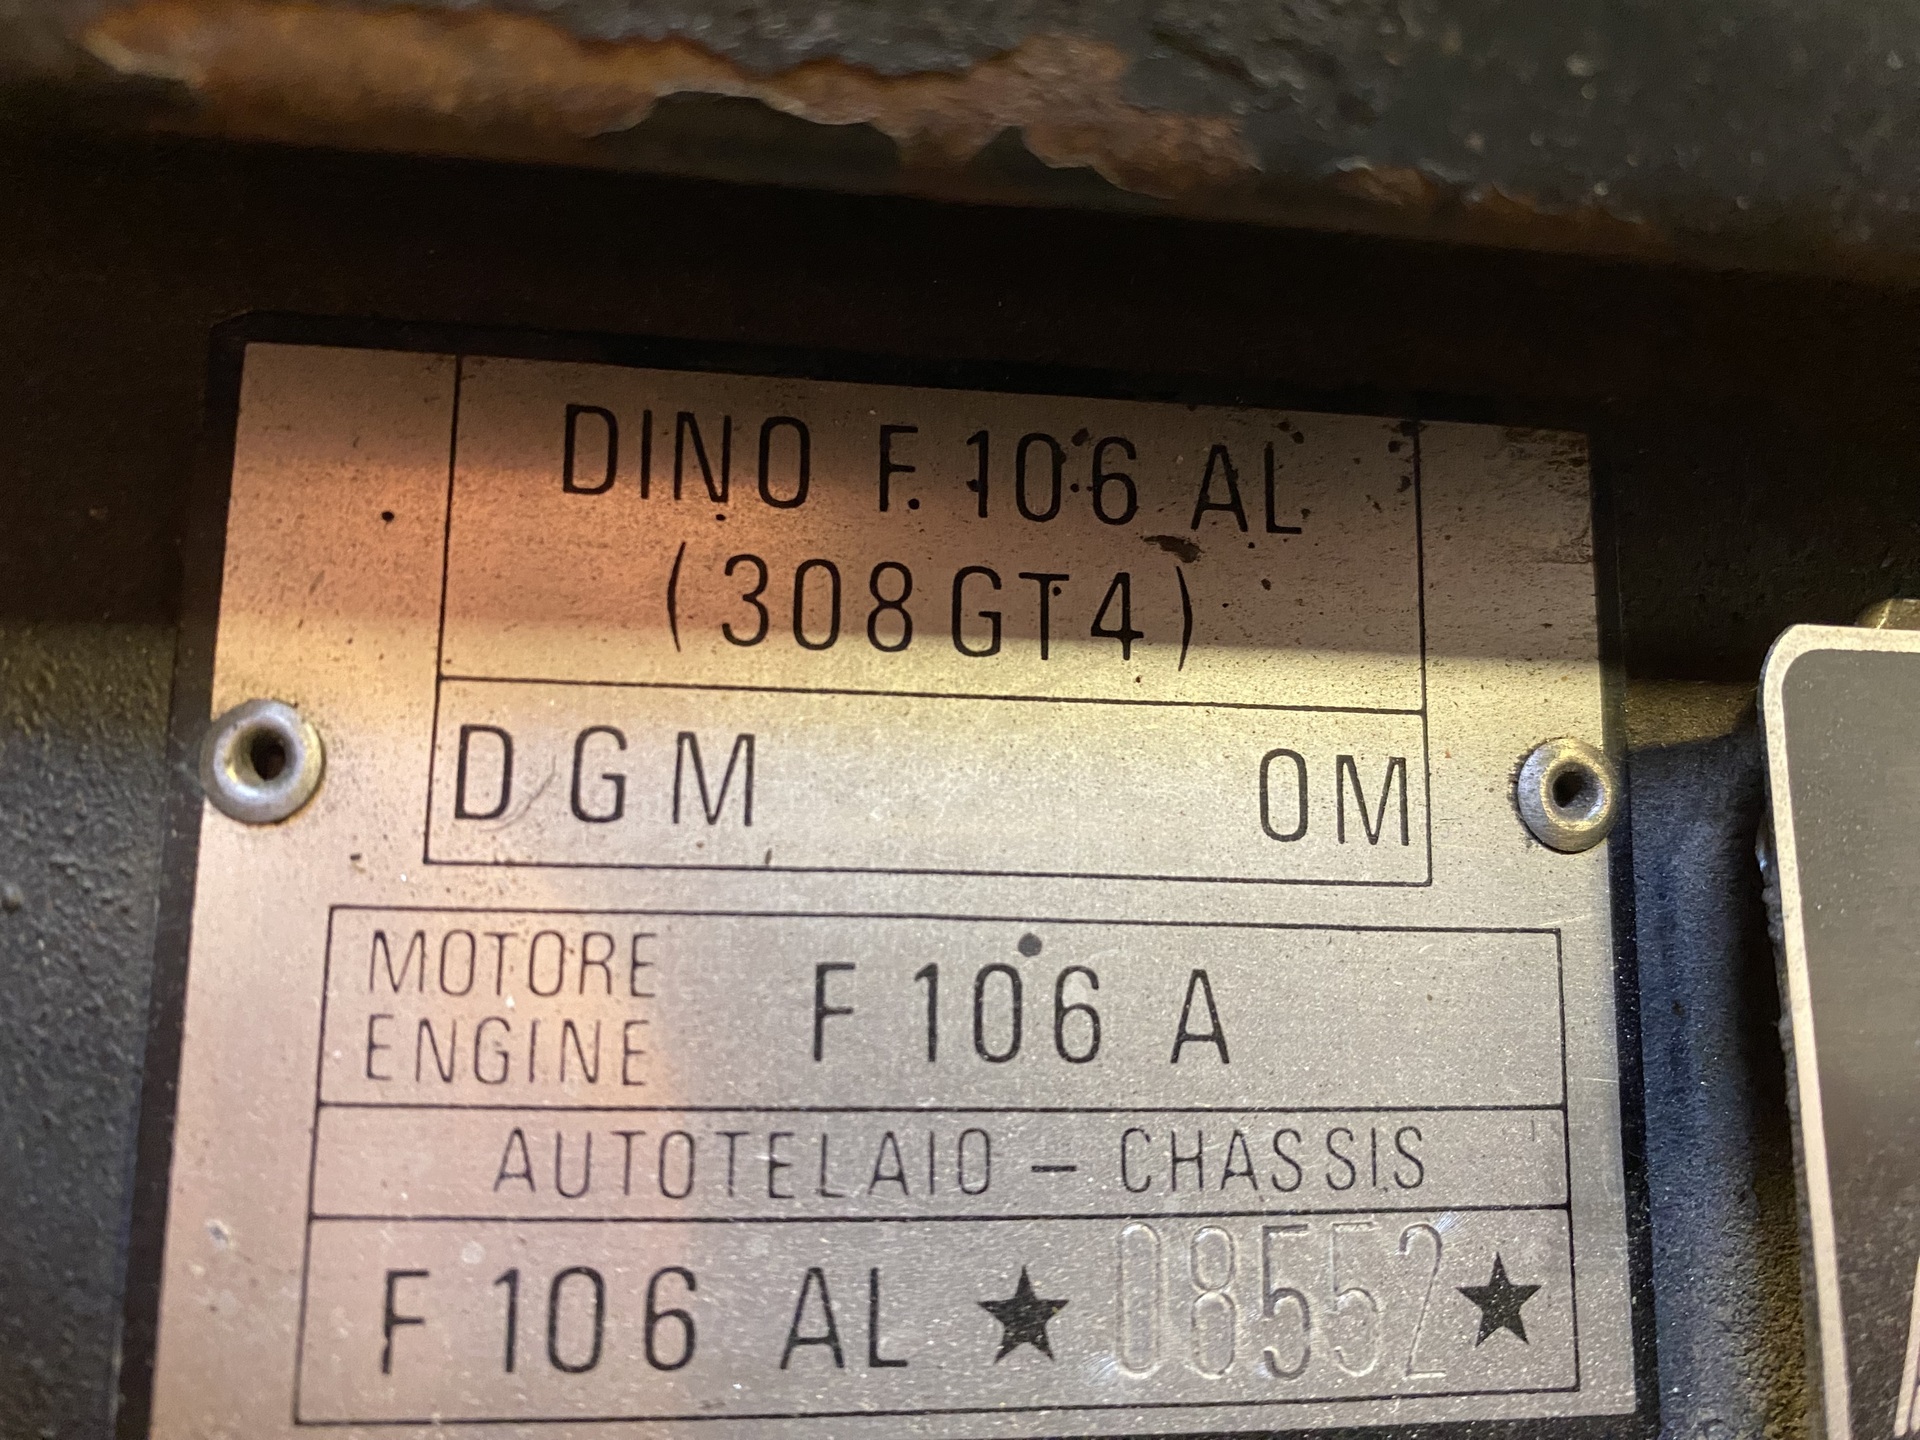 DINO F. 106 AL
(308 GT4)
DGM OM
MOTORE
ENGINE
F 106 A
AUTOTELAIO – CHASSIS
F 106 AL ★ 08552 ★